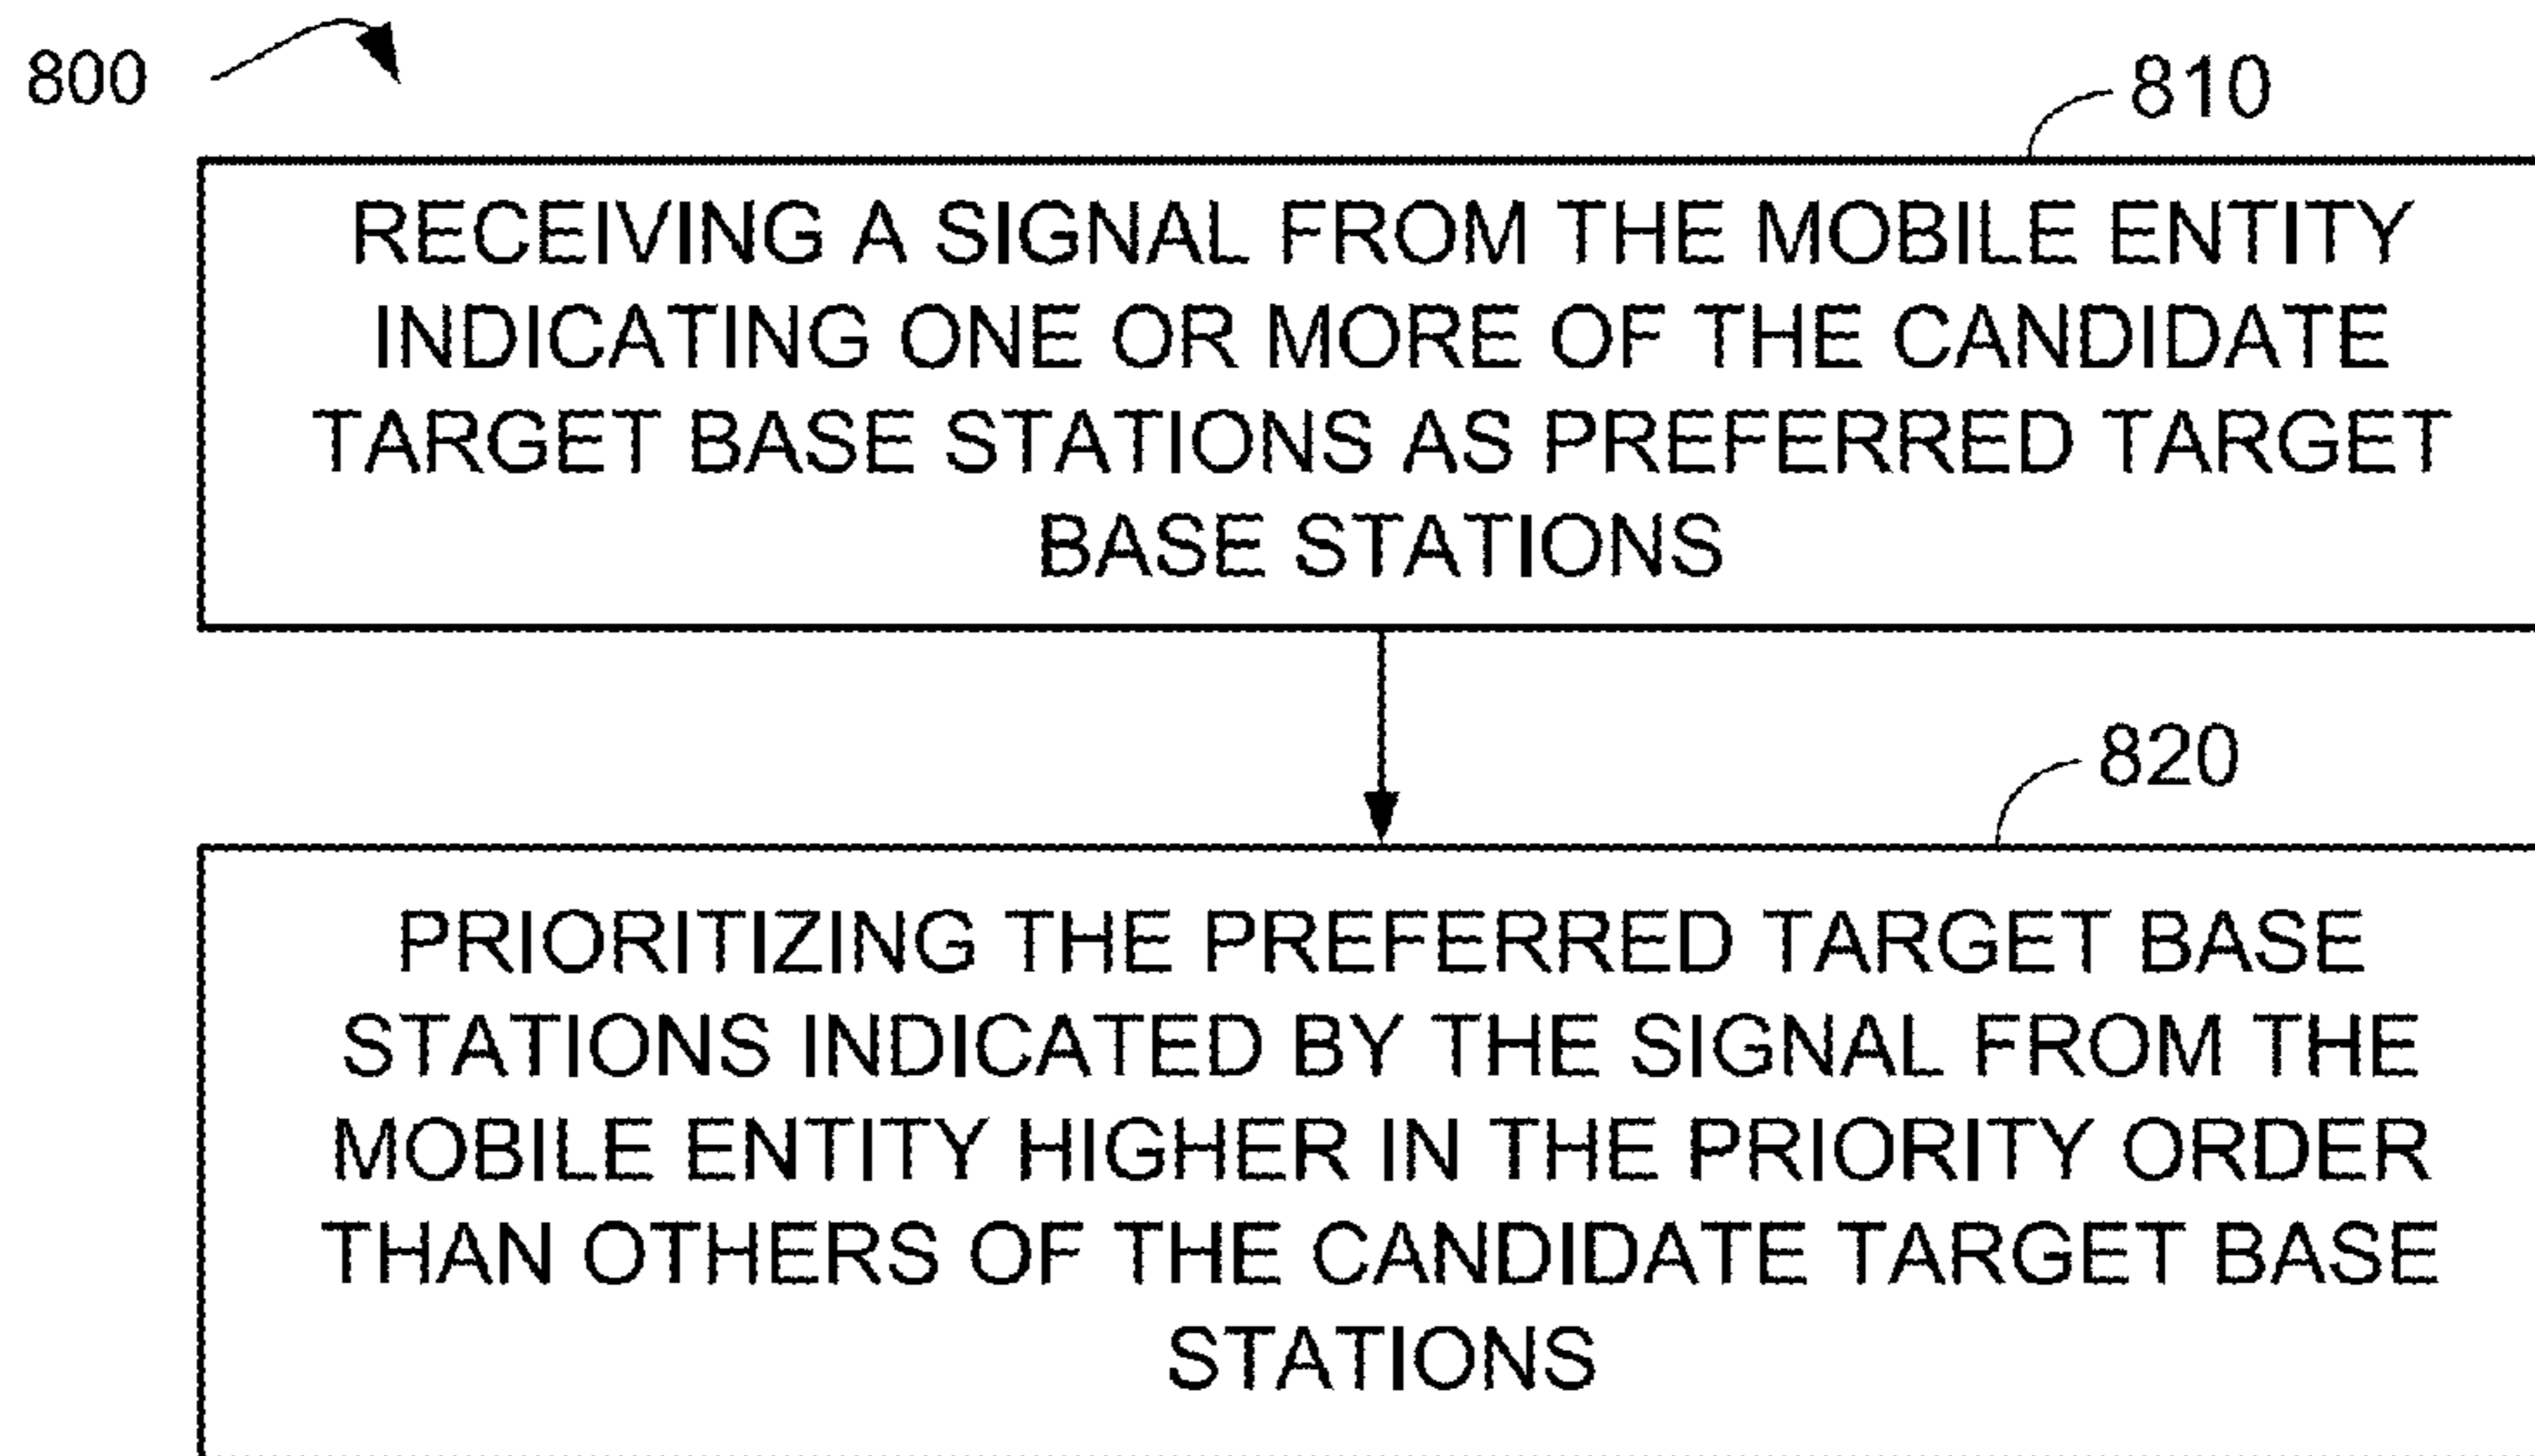 800
810
RECEIVING A SIGNAL FROM THE MOBILE ENTITY
INDICATING ONE OR MORE OF THE CANDIDATE
TARGET BASE STATIONS AS PREFERRED TARGET
BASE STATIONS
820
PRIORITIZING THE PREFERRED TARGET BASE
STATIONS INDICATED BY THE SIGNAL FROM THE
MOBILE ENTITY HIGHER IN THE PRIORITY ORDER
THAN OTHERS OF THE CANDIDATE TARGET BASE
STATIONS